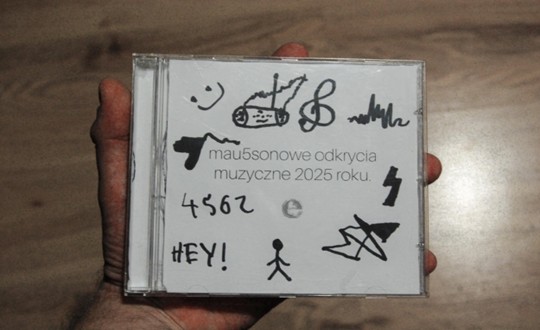 mau5sonowe odkrycia
muzyczne 2025 roku.
4562
e
HEY!